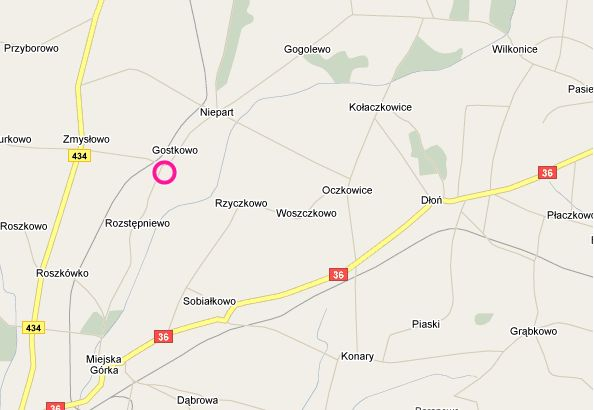 Przyborowo
Gogolewo
Wilkonice
Pasie
Kołaczkowice
Niepart
urkowo
Zmysłowo
434
Gostkowo
36
Oczkowice
Dłoń
Rzyczkowo
Woszczkowo
Płaczkowo
Roszkowo
Rozstępniewo
Roszkówko
36
Sobiałkowo
434
36
Piaski
Grąbkowo
Miejska
Górka
Konary
Dąbrowa
36